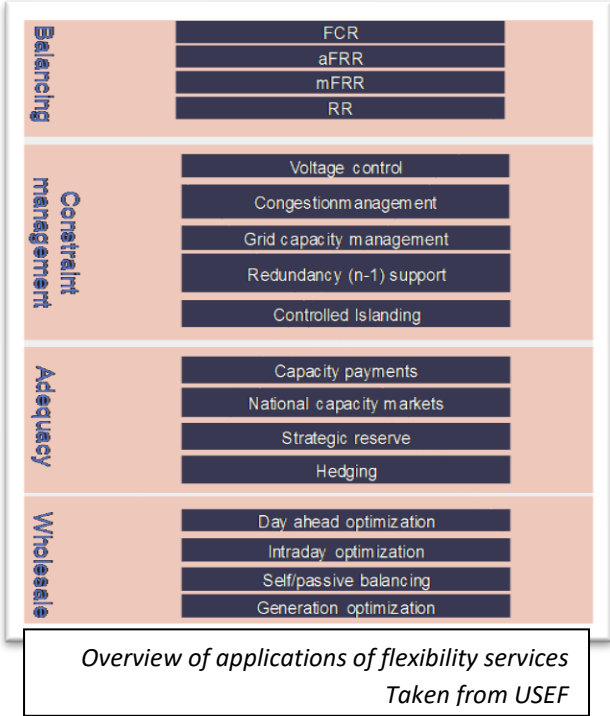 Balancing
FCR
aFRR
mFRR
RR
Constraint
management
Voltage control
Congestionmanagement
Grid capacity management
Redundancy (n-1) support
Controlled Islanding
Adequacy
Capacity payments
National capacity markets
Strategic reserve
Hedging
Wholesale
Day ahead optimization
Intraday optimization
Self/passive balancing
Generation optimization
Overview of applications of flexibility services
Taken from USEF